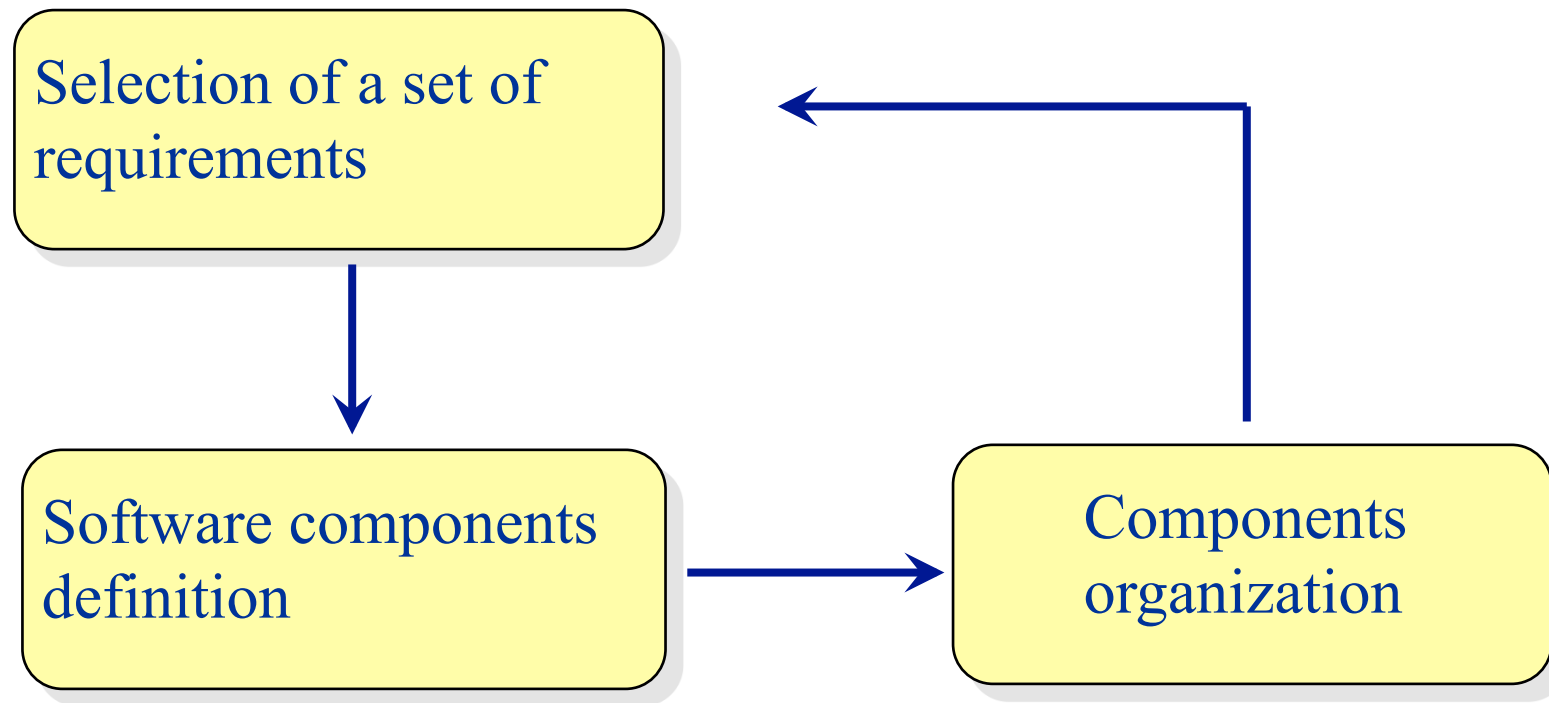 Selection of a set of
requirements
Software components
definition
Components
organization